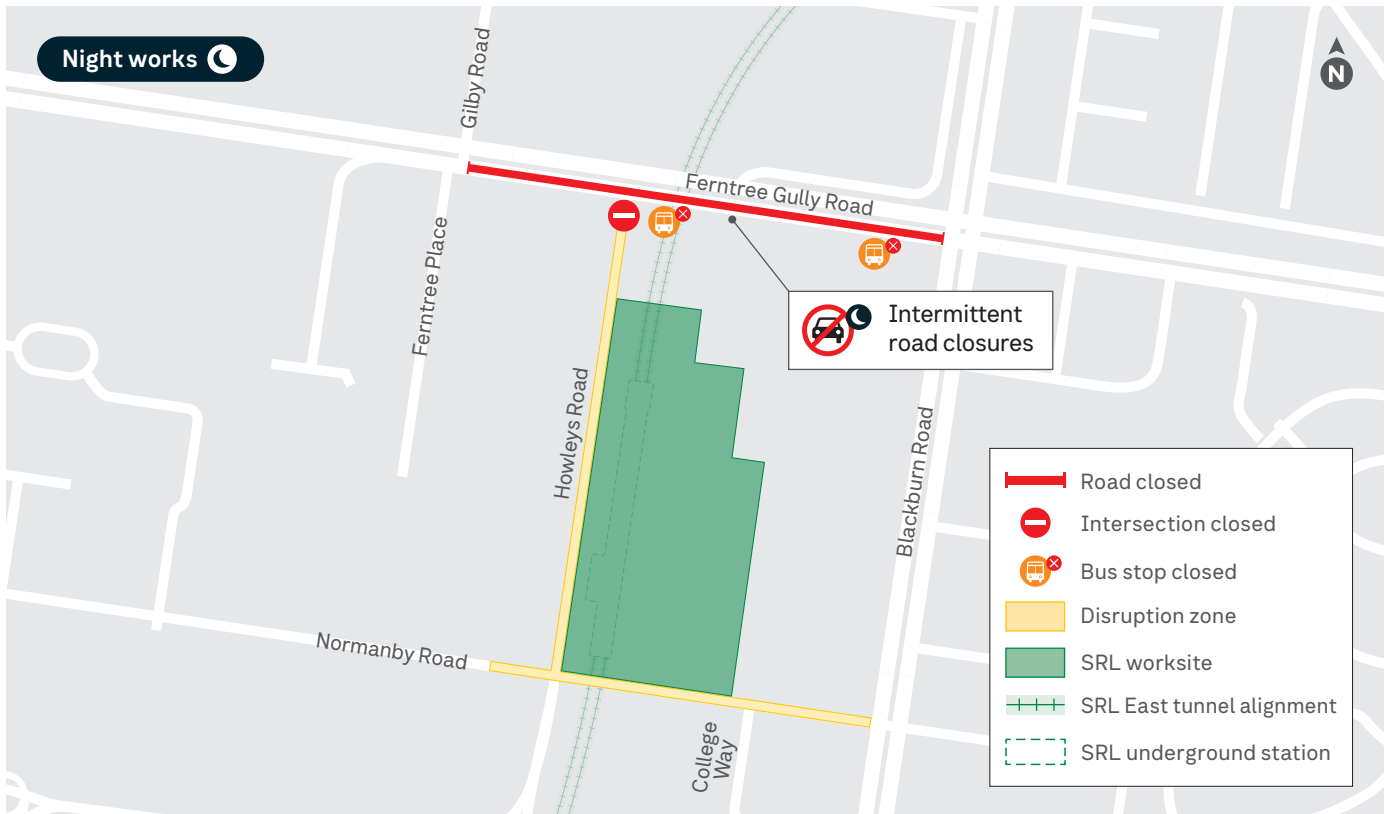 Night works
N
Gilby Road
Ferntree Gully Road
Ferntree Place
Intermittent
road closures
Howleys Road
Blackburn Road
Normanby Road
College
Way
Road closed
Intersection closed
Bus stop closed
Disruption zone
SRL worksite
SRL East tunnel alignment
SRL underground station